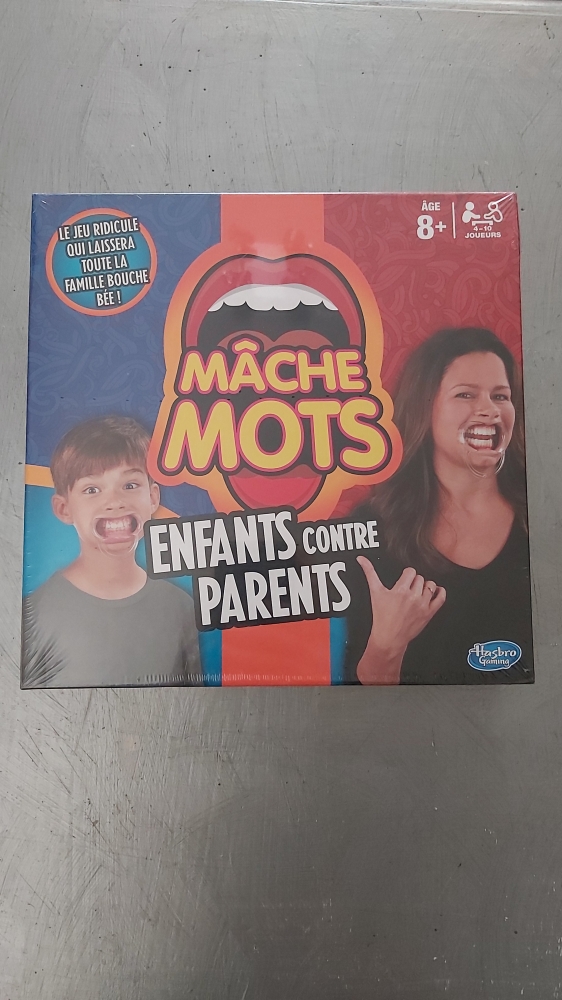 LE JEU RIDICULE
QUI LAISSERA
TOUTE LA
FAMILLE BOUCHE
BÉE !
ÂGE
8+
4-10
JOUEURS
MÂCHE
MOTS
ENFANTS CONTRE
PARENTS
Hasbro
Gaming